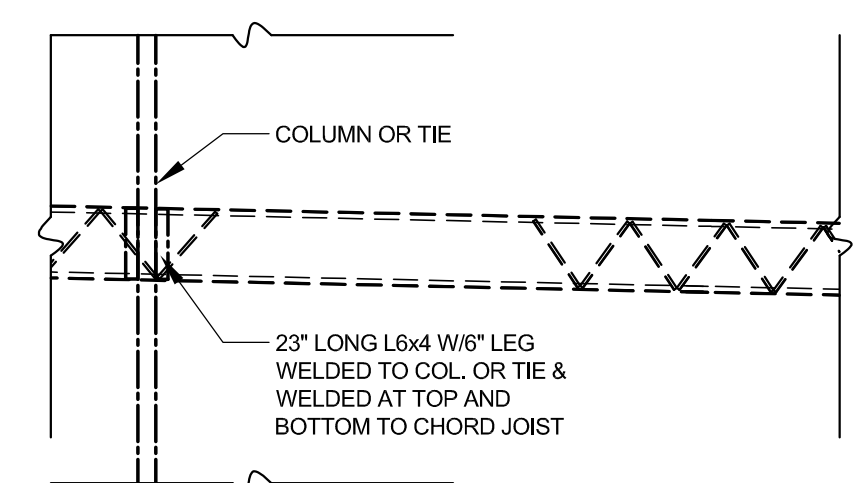 COLUMN OR TIE
23" LONG L6x4 W/6" LEG
WELDED TO COL. OR TIE &
WELDED AT TOP AND
BOTTOM TO CHORD JOIST